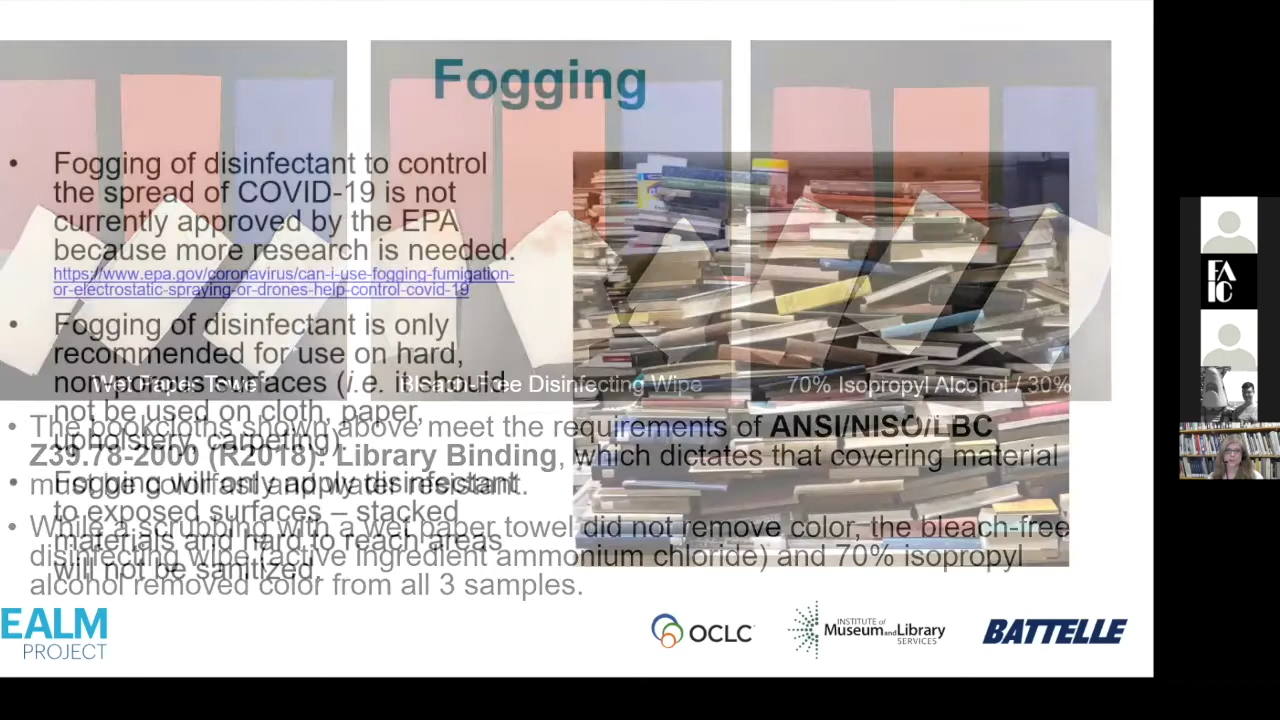 Fogging
• Fogging of disinfectant to control
the spread of COVID-19 is not
currently approved by the EPA
because more research is needed.
https://www.epa.gov/coronavirus/can-i-use-fogging-fumigation-
or-electrostatic-spraying-or-drones-help-control-covid-19
• Fogging of disinfectant is only
recommended for use on hard,
nonporous surfaces (i.e. it should
not be used on cloth, paper,
upholstery, carpeting).
• Fogging will only apply disinfectant
to exposed surfaces – stacked
materials and hard to reach areas
will not be sanitized.
Wet Paper Towel
Bleach-Free Disinfecting Wipe
70% Isopropyl Alcohol / 30%
• The bookcloths shown above meet the requirements of ANSI/NISO/LBC
Z39.78-2000 (R2018): Library Binding, which dictates that covering material
must be colorfast and water resistant.
• While a scrubbing with a wet paper towel did not remove color, the bleach-free
disinfecting wipe (active ingredient ammonium chloride) and 70% isopropyl
alcohol removed color from all 3 samples.
EALM
PROJECT
OCLC
INSTITUTE of
Museum and Library
SERVICES
BATTELLE
FA
IC